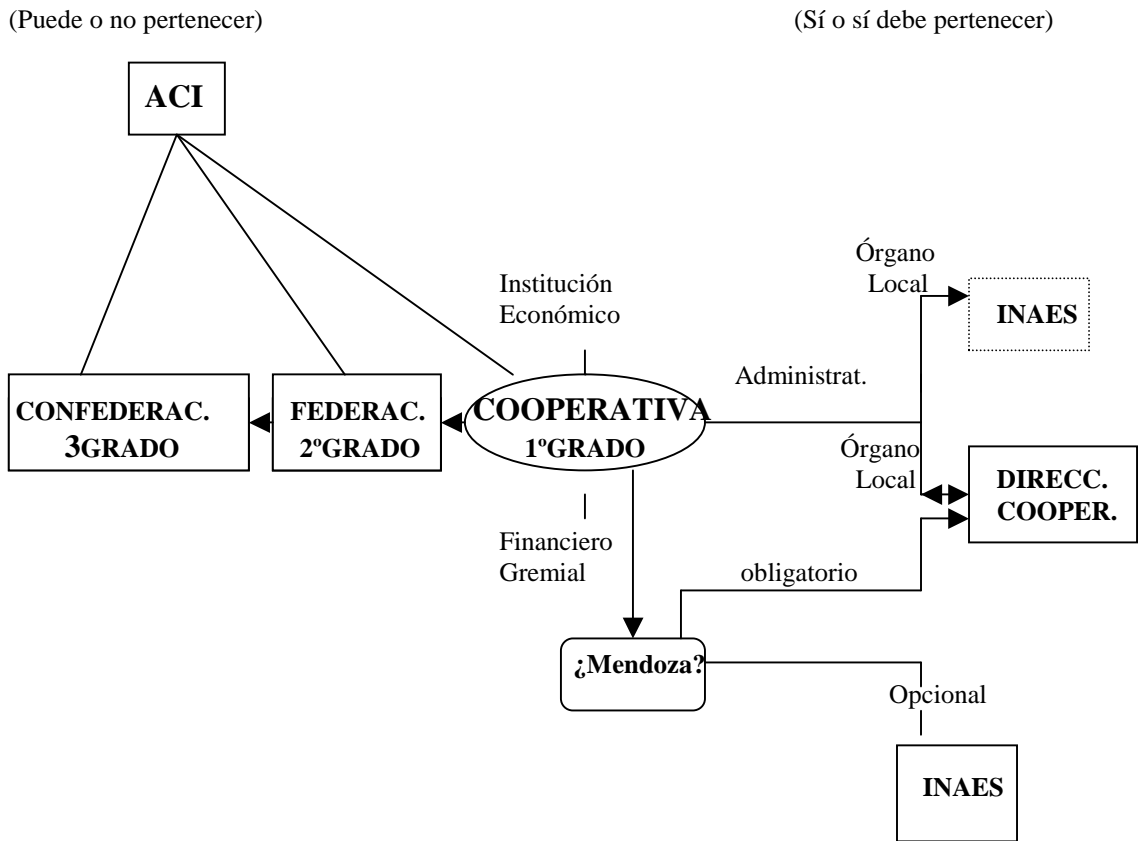 (Puede o no pertenecer)
(Sí o sí debe pertenecer)
ACI
Órgano
Local
INAES
Institución
Económico
Administrat.
CONFEDERAC.
3GRADO
FEDERAC.
2ºGRADO
COOPERATIVA
1ºGRADO
Órgano
Local
DIRECC.
COOPER.
Financiero
Gremial
obligatorio
¿Mendoza?
Opcional
INAES